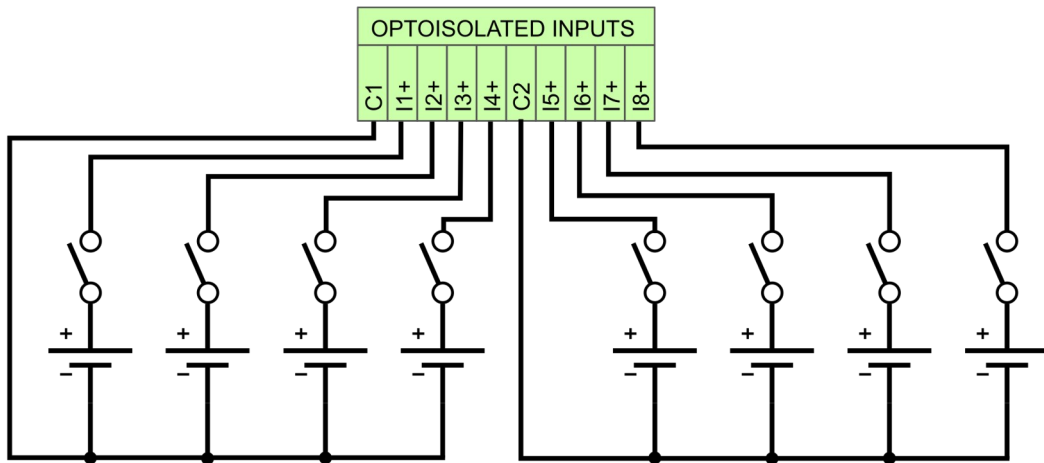 OPTOISOLATED INPUTS
C1 I1+ I2+ I3+ I4+ C2 I5+ I6+ I7+ I8+
+ + + + + + + +
− − − − − − − −